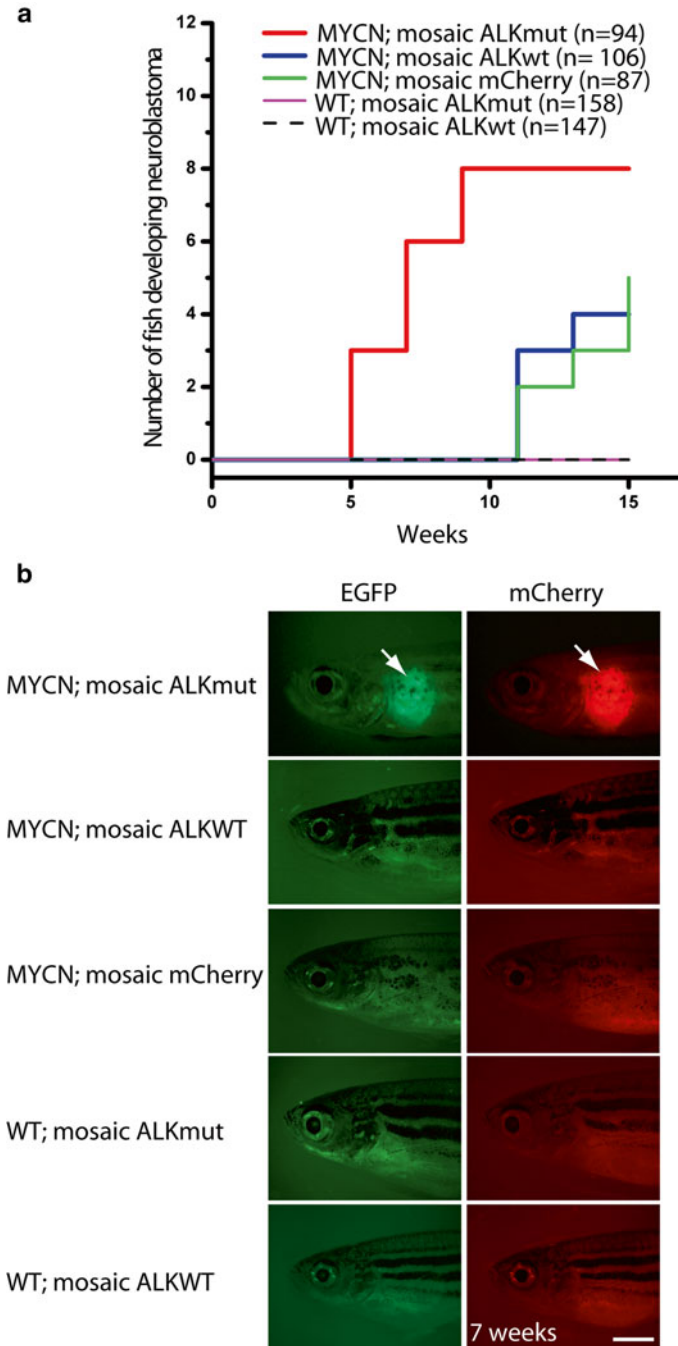 a
MYCN; mosaic ALKmut (n=94)
MYCN; mosaic ALKwt (n= 106)
MYCN; mosaic mCherry (n=87)
WT; mosaic ALKmut (n=158)
WT; mosaic ALKwt (n=147)
Number of fish developing neuroblastoma
12
10
8
6
4
2
0
0 5 10 15
Weeks
b
EGFP mCherry
MYCN; mosaic ALKmut
MYCN; mosaic ALKWT
MYCN; mosaic mCherry
WT; mosaic ALKmut
WT; mosaic ALKWT
7 weeks